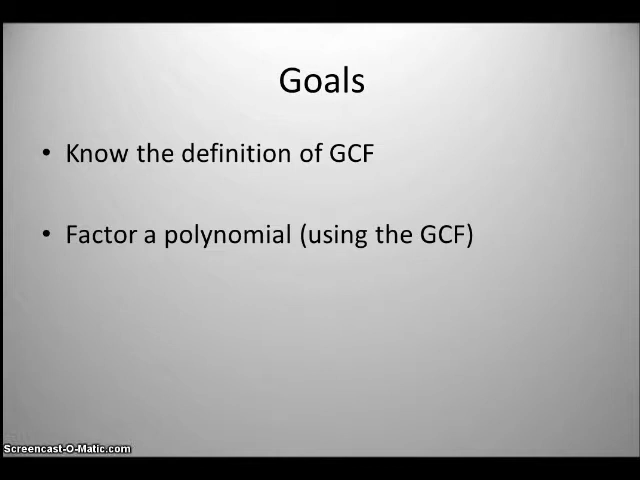 Goals
• Know the definition of GCF
• Factor a polynomial (using the GCF)
Screencast-O-Matic.com